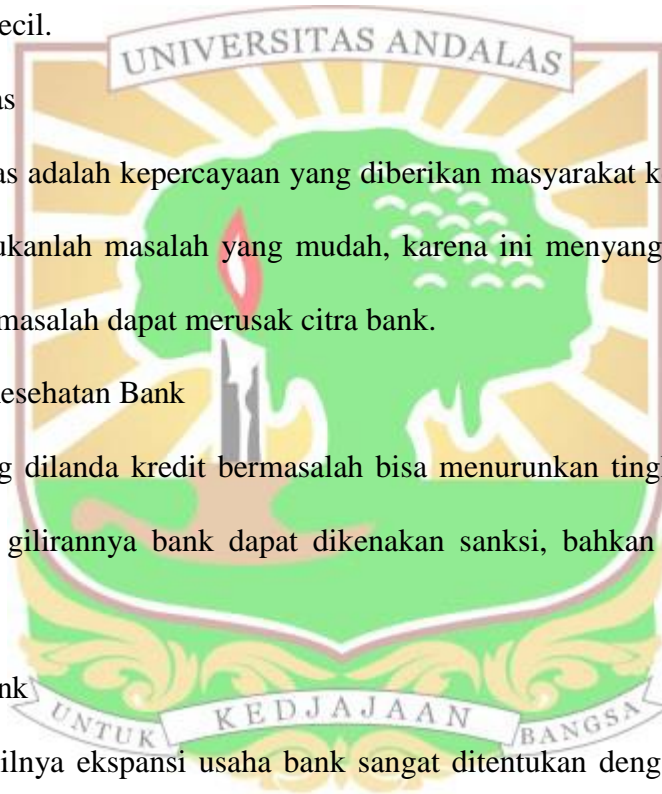 ecil.
UNIVERSITAS ANDALAS
as
as adalah kepercayaan yang diberikan masyarakat k
ukanlah masalah yang mudah, karena ini menyang
masalah dapat merusak citra bank.
esehatan Bank
g dilanda kredit bermasalah bisa menurunkan ting
gilirannya bank dapat dikenakan sanksi, bahkan
nk
UNTUK KEDJAJAAN BANGSA
ilnya ekspansi usaha bank sangat ditentukan deng